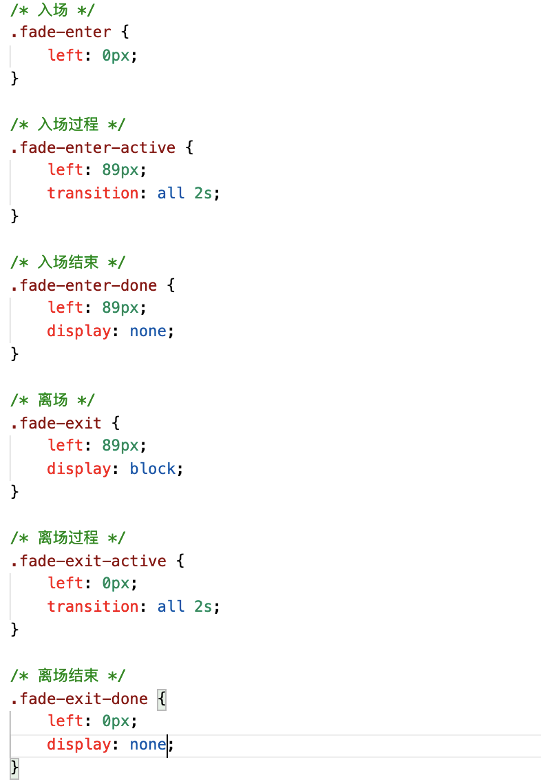 /* 入场 */
.fade-enter {
    left: 0px;
}

/* 入场过程 */
.fade-enter-active {
    left: 89px;
    transition: all 2s;
}

/* 入场结束 */
.fade-enter-done {
    left: 89px;
    display: none;
}

/* 离场 */
.fade-exit {
    left: 89px;
    display: block;
}

/* 离场过程 */
.fade-exit-active {
    left: 0px;
    transition: all 2s;
}

/* 离场结束 */
.fade-exit-done {
    left: 0px;
    display: none;
}